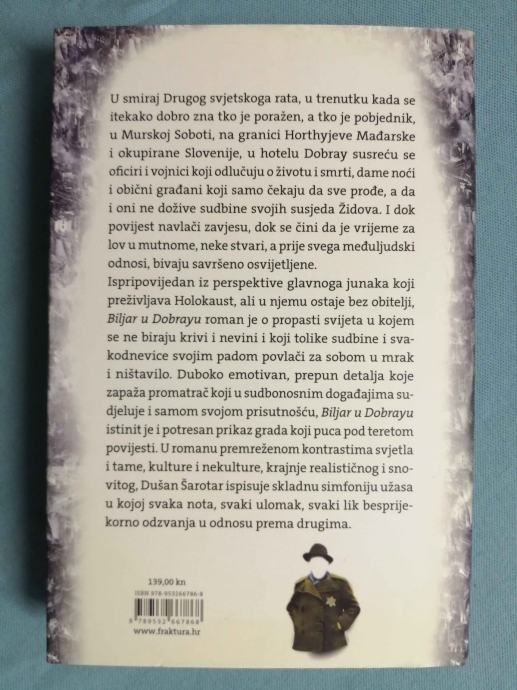 U smiraj Drugog svjetskoga rata, u trenutku kada se
itekako dobro zna tko je poražen, a tko je pobjednik,
u Murskoj Soboti, na granici Horthyjeve Mađarske
i okupirane Slovenije, u hotelu Dobray susreću se
oficiri i vojnici koji odlučuju o životu i smrti, dame noći
i obični građani koji samo čekaju da sve prođe, a da
i oni ne dožive sudbine svojih susjeda Židova. I dok
povijest navlači zavjesu, dok se čini da je vrijeme za
lov u mutnome, neke stvari, a prije svega međuljudski
odnosi, bivaju savršeno osvijetljene.
Ispripovijedan iz perspektive glavnoga junaka koji
preživljava Holokaust, ali u njemu ostaje bez obitelji,
Biljar u Dobrayu roman je o propasti svijeta u kojem
se ne biraju krivi i nevini i koji tolike sudbine i sva-
kodnevice svojim padom povlači za sobom u mrak
i ništavilo. Duboko emotivan, prepun detalja koje
zapaža promatrač koji u sudbonosnim događajima su-
djeluje i samom svojom prisutnošću, Biljar u Dobrayu
istinit je i potresan prikaz grada koji puca pod teretom
povijesti. U romanu premreženom kontrastima svjetla
i tame, kulture i nekulture, krajnje realističnog i sno-
vitog, Dušan Šarotar ispisuje skladnu simfoniju užasa
u kojoj svaka nota, svaki ulomak, svaki lik besprije-
korno odzvanja u odnosu prema drugima.
139,00 kn
ISBN 978-953266786-8
9 789532 667868
www.fraktura.hr